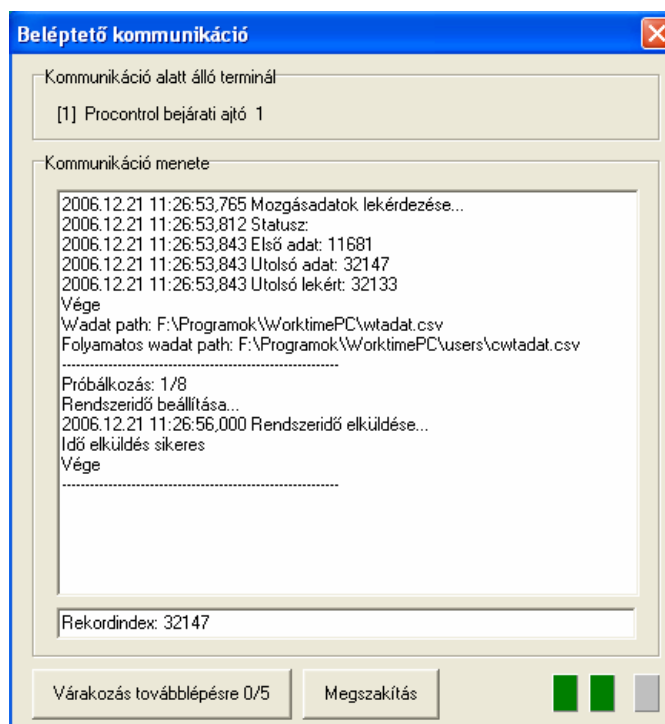 Beléptető kommunikáció
Kommunikáció alatt álló terminál
[1] Procontrol bejárati ajtó 1
Kommunikáció menete
2006.12.21 11:26:53,765 Mozgásadatok lekérdezése...
2006.12.21 11:26:53,812 Statusz:
2006.12.21 11:26:53,843 Első adat: 11681
2006.12.21 11:26:53,843 Utolsó adat: 32147
2006.12.21 11:26:53,843 Utolsó lekért: 32133
Vége
Wadat path: F:\Programok\WorktimePC\wtadat.csv
Folyamatos wadat path: F:\Programok\WorktimePC\users\cwtadat.csv
------------------------------------------------------------
Próbálkozás: 1/8
Rendszeridő beállítása...
2006.12.21 11:26:56,000 Rendszeridő elküldése...
Idő elküldés sikeres
Vége
------------------------------------------------------------
Rekordindex: 32147
Várakozás továbblépésre 0/5
Megszakítás